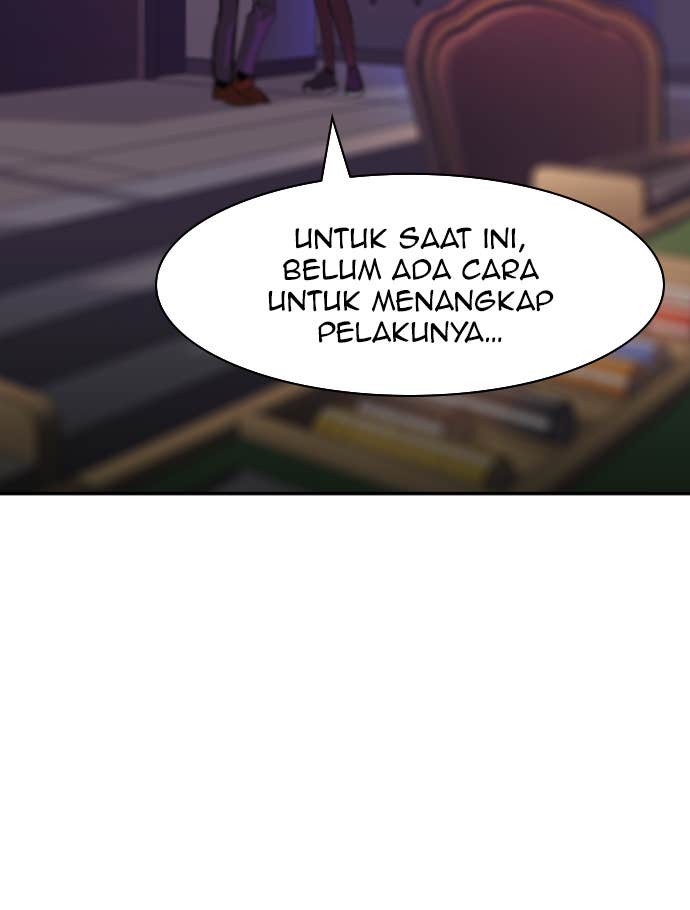 UNTUK SAAT INI,
BELUM ADA CARA
UNTUK MENANGKAP
PELAKUNYA...